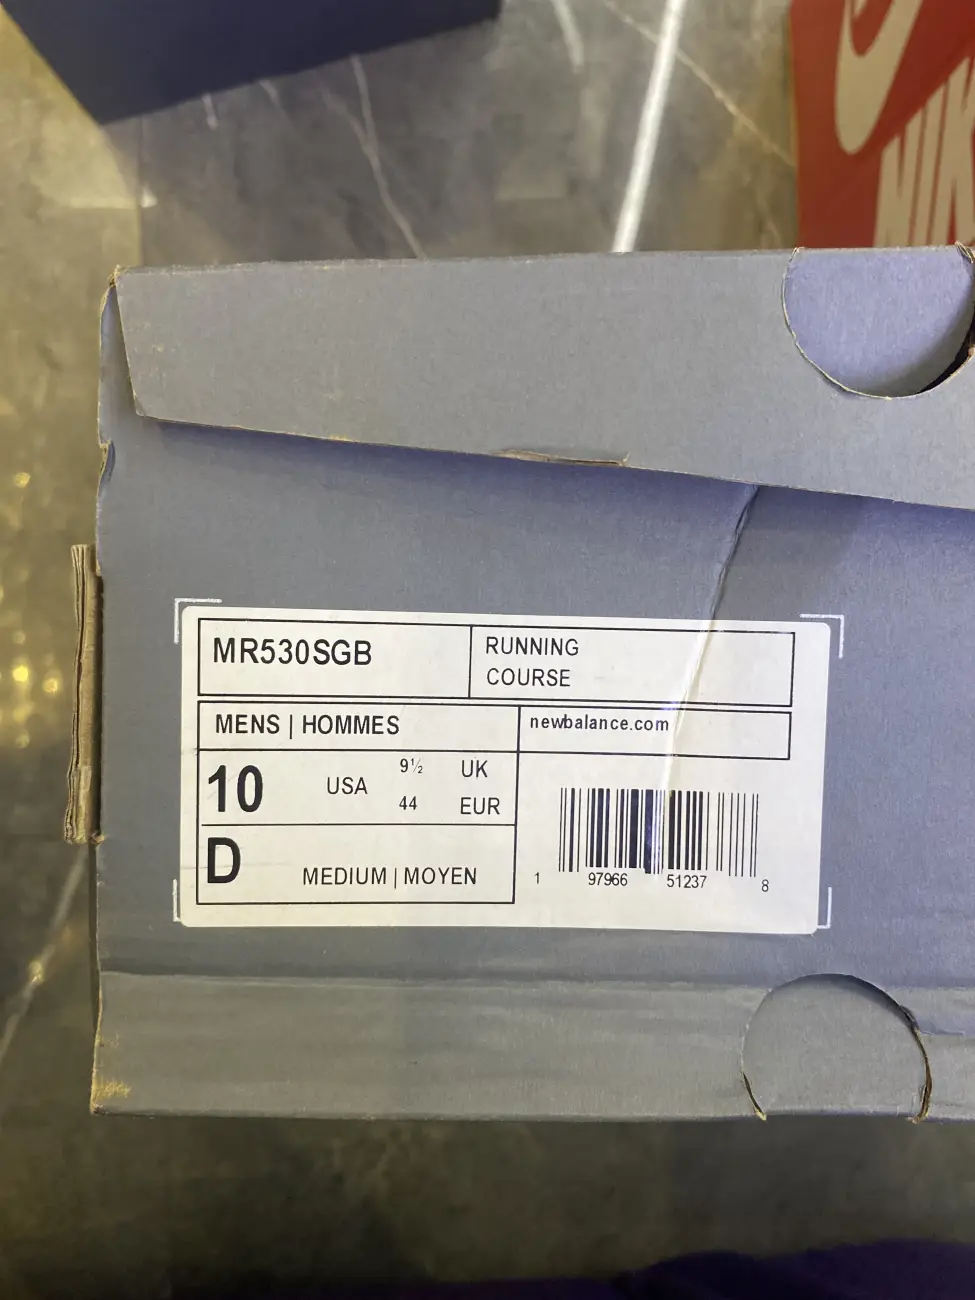 NIK
MR530SGB
RUNNING
COURSE
MENS | HOMMES
newbalance.com
10 USA 9½ UK
44 EUR
D MEDIUM | MOYEN
1 97966 51237 8